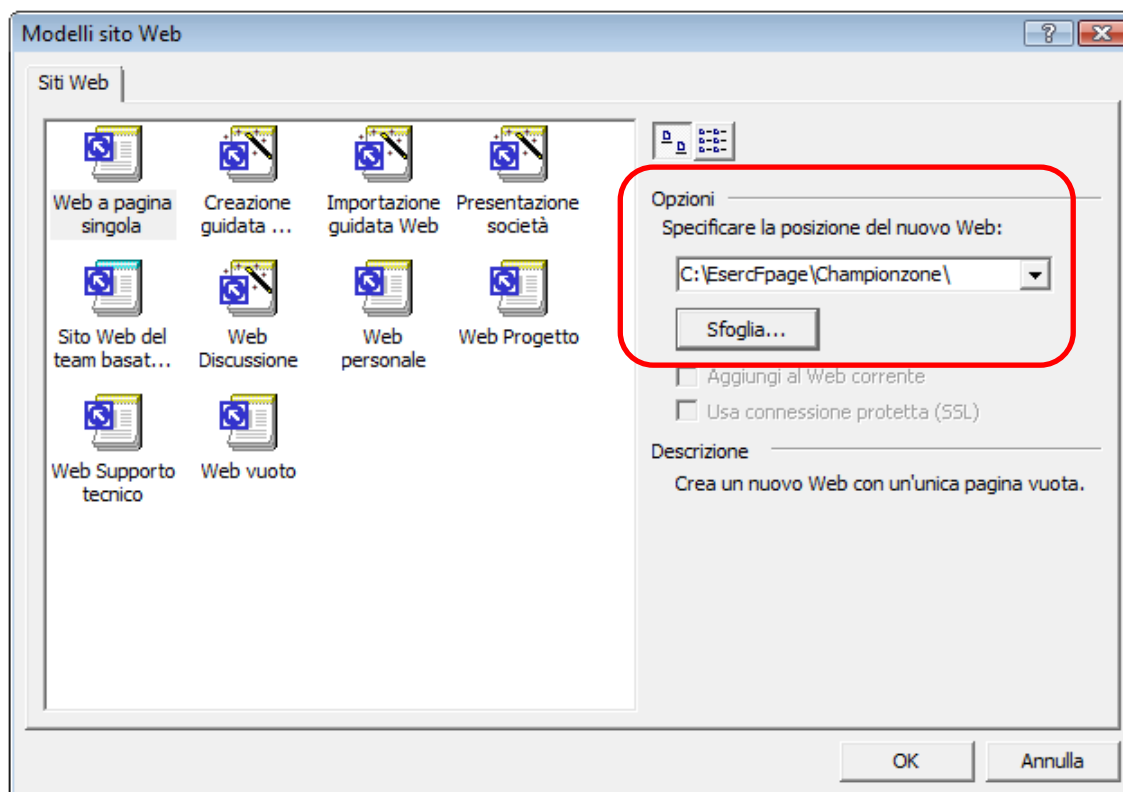 Modelli sito Web
Siti Web
Web a pagina
singola
Creazione
guidata ...
Importazione
guidata Web
Presentazione
società
Sito Web del
team basat...
Web
Discussione
Web
personale
Web Progetto
Web Supporto
tecnico
Web vuoto
Opzioni
Specificare la posizione del nuovo Web:
C:\EsercFpage\Championzone\
Sfoglia...
Aggiungi al Web corrente
Usa connessione protetta (SSL)
Descrizione
Crea un nuovo Web con un'unica pagina vuota.
OK
Annulla